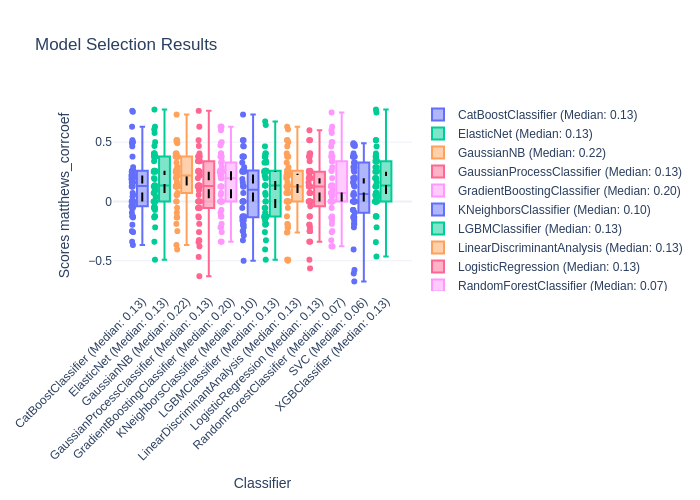 Model Selection Results
Scores matthews_corrcoef
0.5
0
−0.5
CatBoostClassifier (Median: 0.13)
ElasticNet (Median: 0.13)
GaussianNB (Median: 0.22)
GaussianProcessClassifier (Median: 0.13)
GradientBoostingClassifier (Median: 0.20)
KNeighborsClassifier (Median: 0.10)
LGBMClassifier (Median: 0.13)
LinearDiscriminantAnalysis (Median: 0.13)
LogisticRegression (Median: 0.13)
RandomForestClassifier (Median: 0.07)
SVC (Median: 0.06)
XGBClassifier (Median: 0.13)
Classifier
CatBoostClassifier (Median: 0.13)
ElasticNet (Median: 0.13)
GaussianNB (Median: 0.22)
GaussianProcessClassifier (Median: 0.13)
GradientBoostingClassifier (Median: 0.20)
KNeighborsClassifier (Median: 0.10)
LGBMClassifier (Median: 0.13)
LinearDiscriminantAnalysis (Median: 0.13)
LogisticRegression (Median: 0.13)
RandomForestClassifier (Median: 0.07)